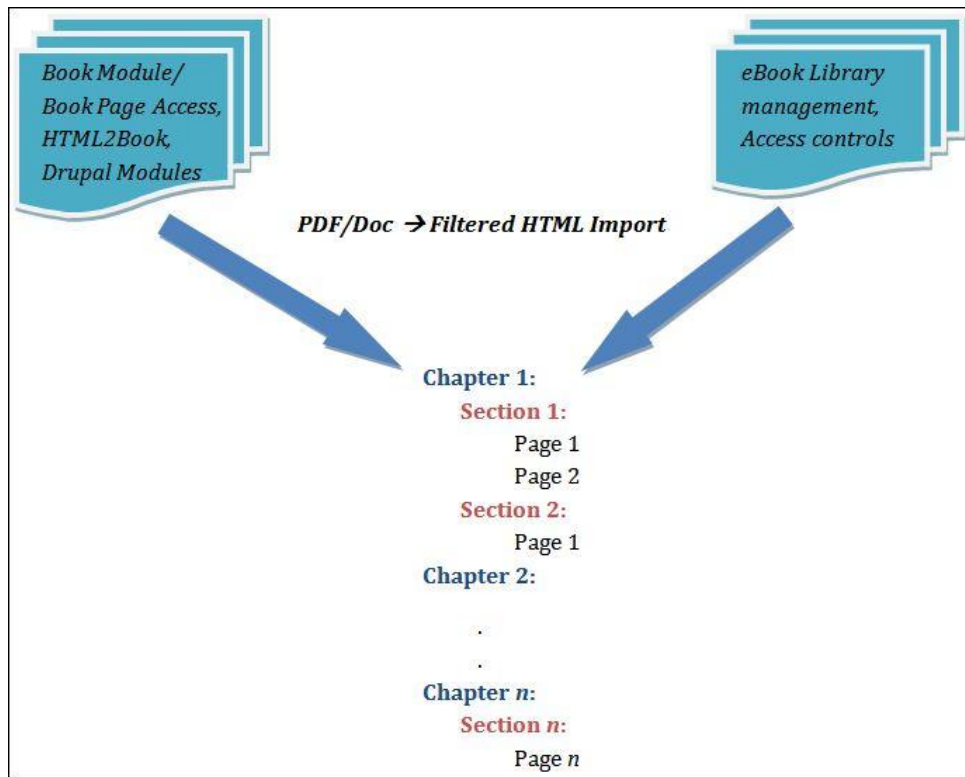 Book Module/
Book Page Access,
HTML2Book,
Drupal Modules
eBook Library
management,
Access controls
PDF/Doc → Filtered HTML Import
Chapter 1:
Section 1:
Page 1
Page 2
Section 2:
Page 1
Chapter 2:
.
.
Chapter n:
Section n:
Page n